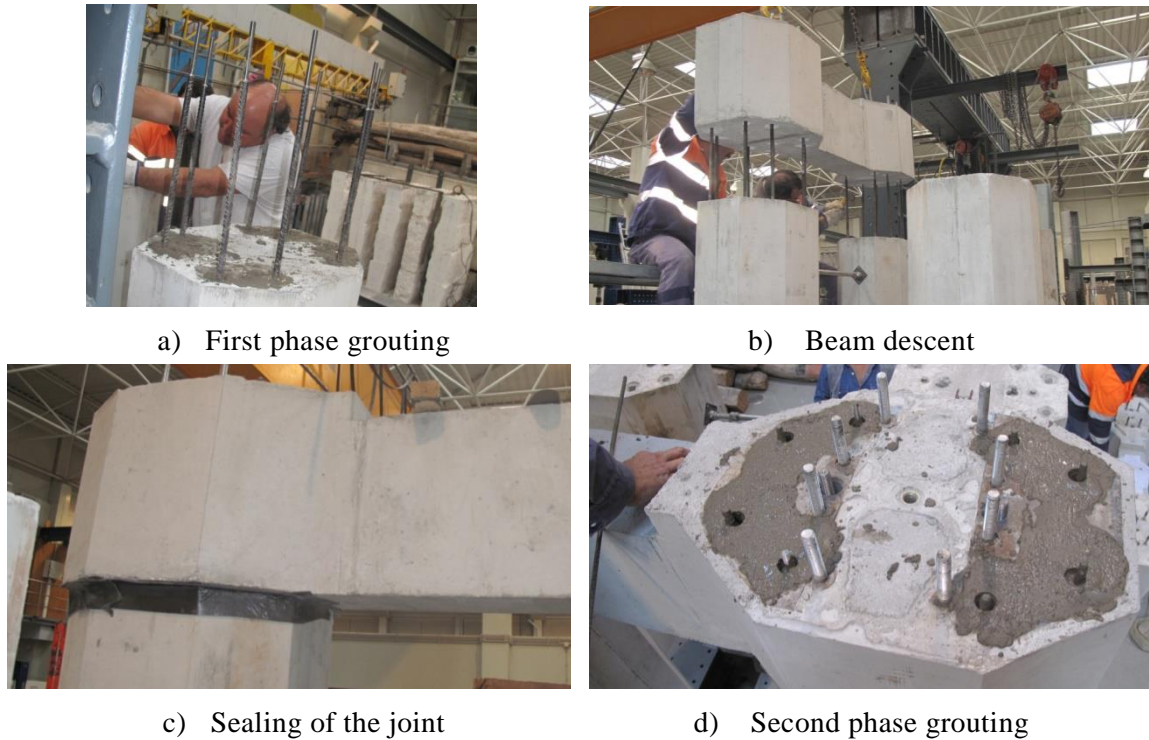 a) First phase grouting
b) Beam descent
c) Sealing of the joint
d) Second phase grouting